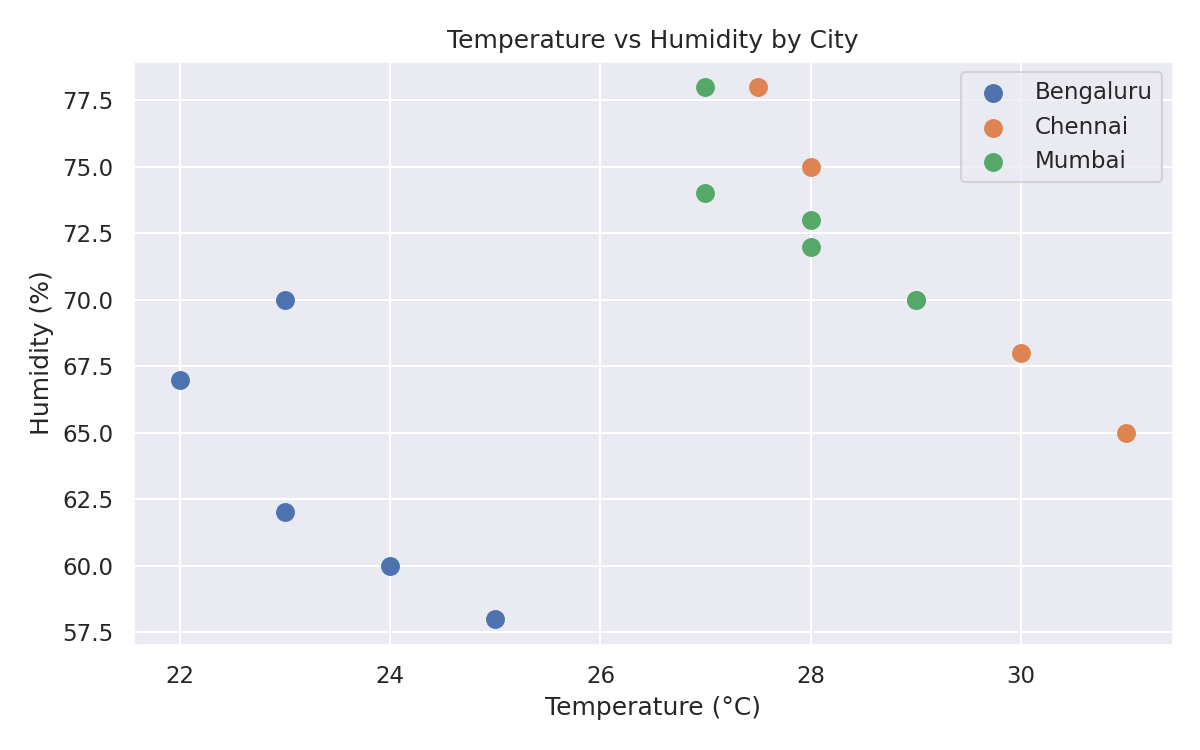 Temperature vs Humidity by City
Bengaluru
Chennai
Mumbai
Humidity (%)
77.5
75.0
72.5
70.0
67.5
65.0
62.5
60.0
57.5
22 24 26 28 30
Temperature (°C)